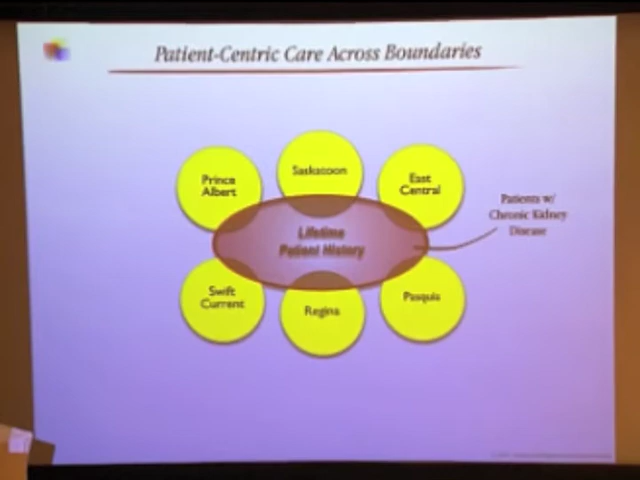 Patient-Centric Care Across Boundaries
Prince
Albert
Saskatoon
East
Central
Patients w/
Chronic Kidney
Disease
Lifetime
Patient History
Swift
Current
Regina
Pasquia